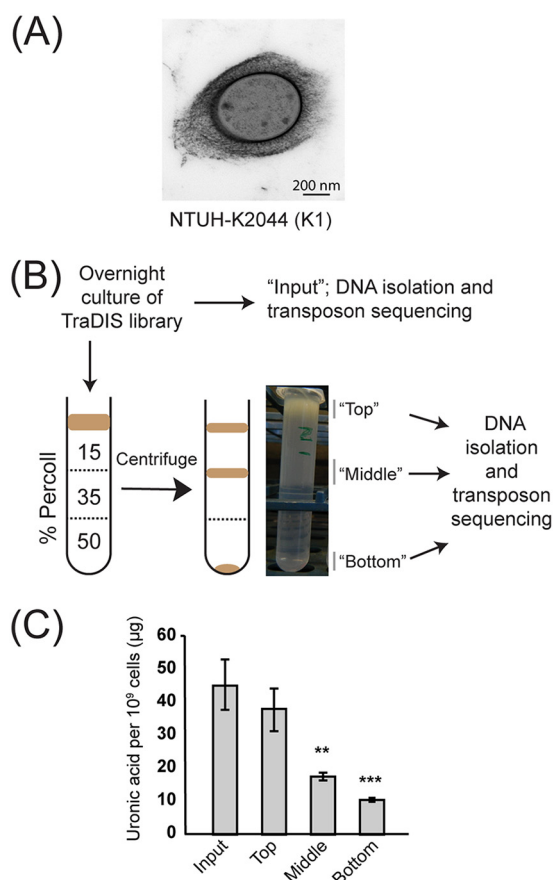 (A)
200 nm
NTUH-K2044 (K1)
(B)
Overnight
culture of
TraDIS library
“Input”; DNA isolation and
transposon sequencing
% Percoll
15
35
50
Centrifuge
“Top”
“Middle”
“Bottom”
DNA
isolation
and
transposon
sequencing
(C)
Uronic acid per 10⁹ cells (µg)
60
50
40
30
20
10
0
**
***
Input
Top
Middle
Bottom